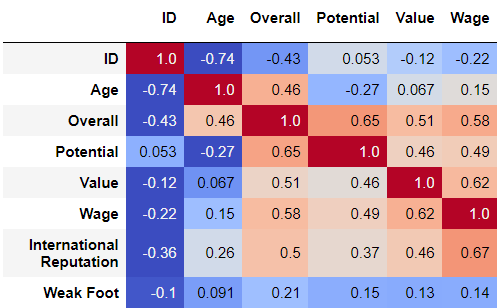 ID Age Overall Potential Value Wage
ID 1.0 -0.74 -0.43 0.053 -0.12 -0.22
Age -0.74 1.0 0.46 -0.27 0.067 0.15
Overall -0.43 0.46 1.0 0.65 0.51 0.58
Potential 0.053 -0.27 0.65 1.0 0.46 0.49
Value -0.12 0.067 0.51 0.46 1.0 0.62
Wage -0.22 0.15 0.58 0.49 0.62 1.0
International
Reputation -0.36 0.26 0.5 0.37 0.46 0.67
Weak Foot -0.1 0.091 0.21 0.15 0.13 0.14